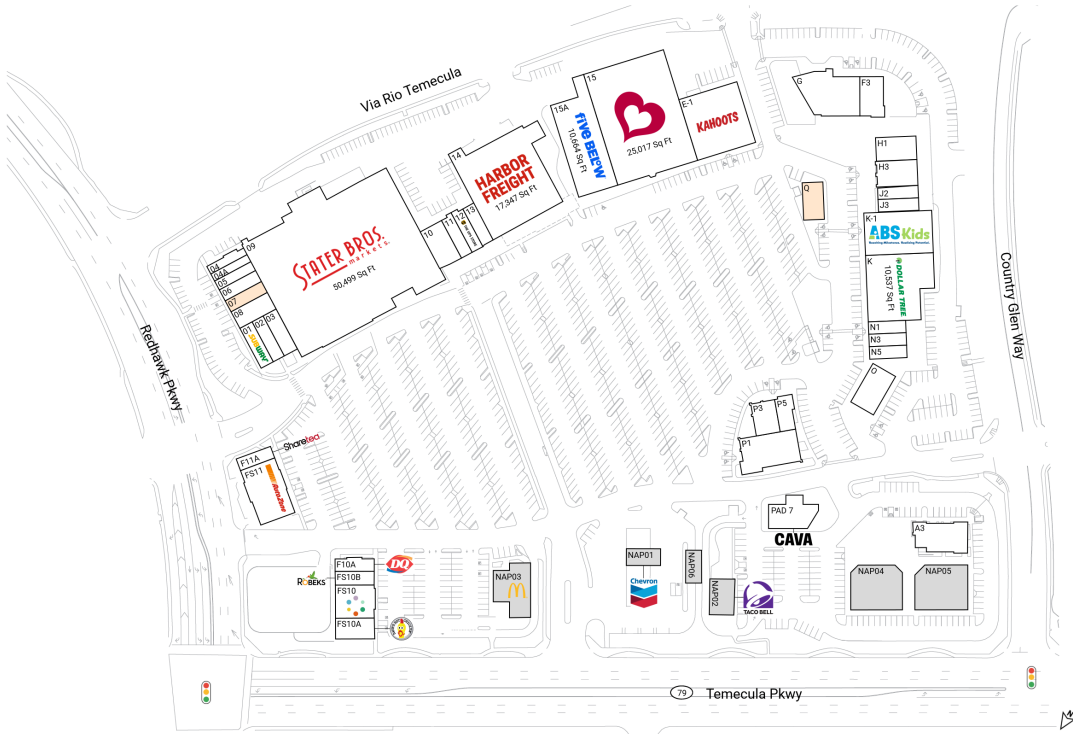 Via Rio Temecula
15
15A
five BELOW
10,664 Sq Ft
25,017 Sq Ft
E-1
KAHOOTS
G
F3
14
HARBOR
FREIGHT
17,347 Sq Ft
H1
H3
J2
J3
Q
K-1
ABS Kids
K
DOLLAR TREE
10,537 Sq Ft
N1
N3
N5
O
Country Glen Way
13
12
11
10
09
STATER BROS.
markets
50,499 Sq Ft
04
04A
05
06
07
08
01
02
03
SUBWAY
Redhawk Pkwy
P3
P5
P1
Sharetea
F11A
FS11
AutoZone
PAD 7
CAVA
A3
NAP01
NAP06
NAP02
NAP03
NAP04
NAP05
Chevron
TACO BELL
F10A
FS10B
FS10
FS10A
DQ
ROBEKS
79
Temecula Pkwy
N